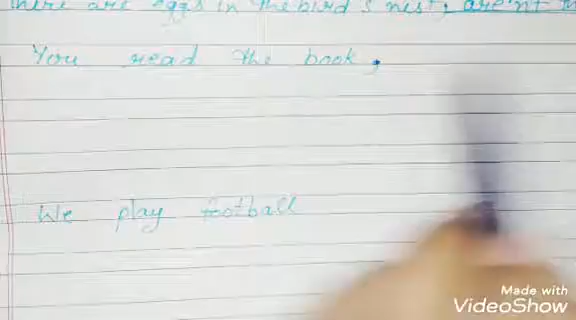 there are eggs in the bird's nest, aren't
You read the book,
We play football
Made with
VideoShow